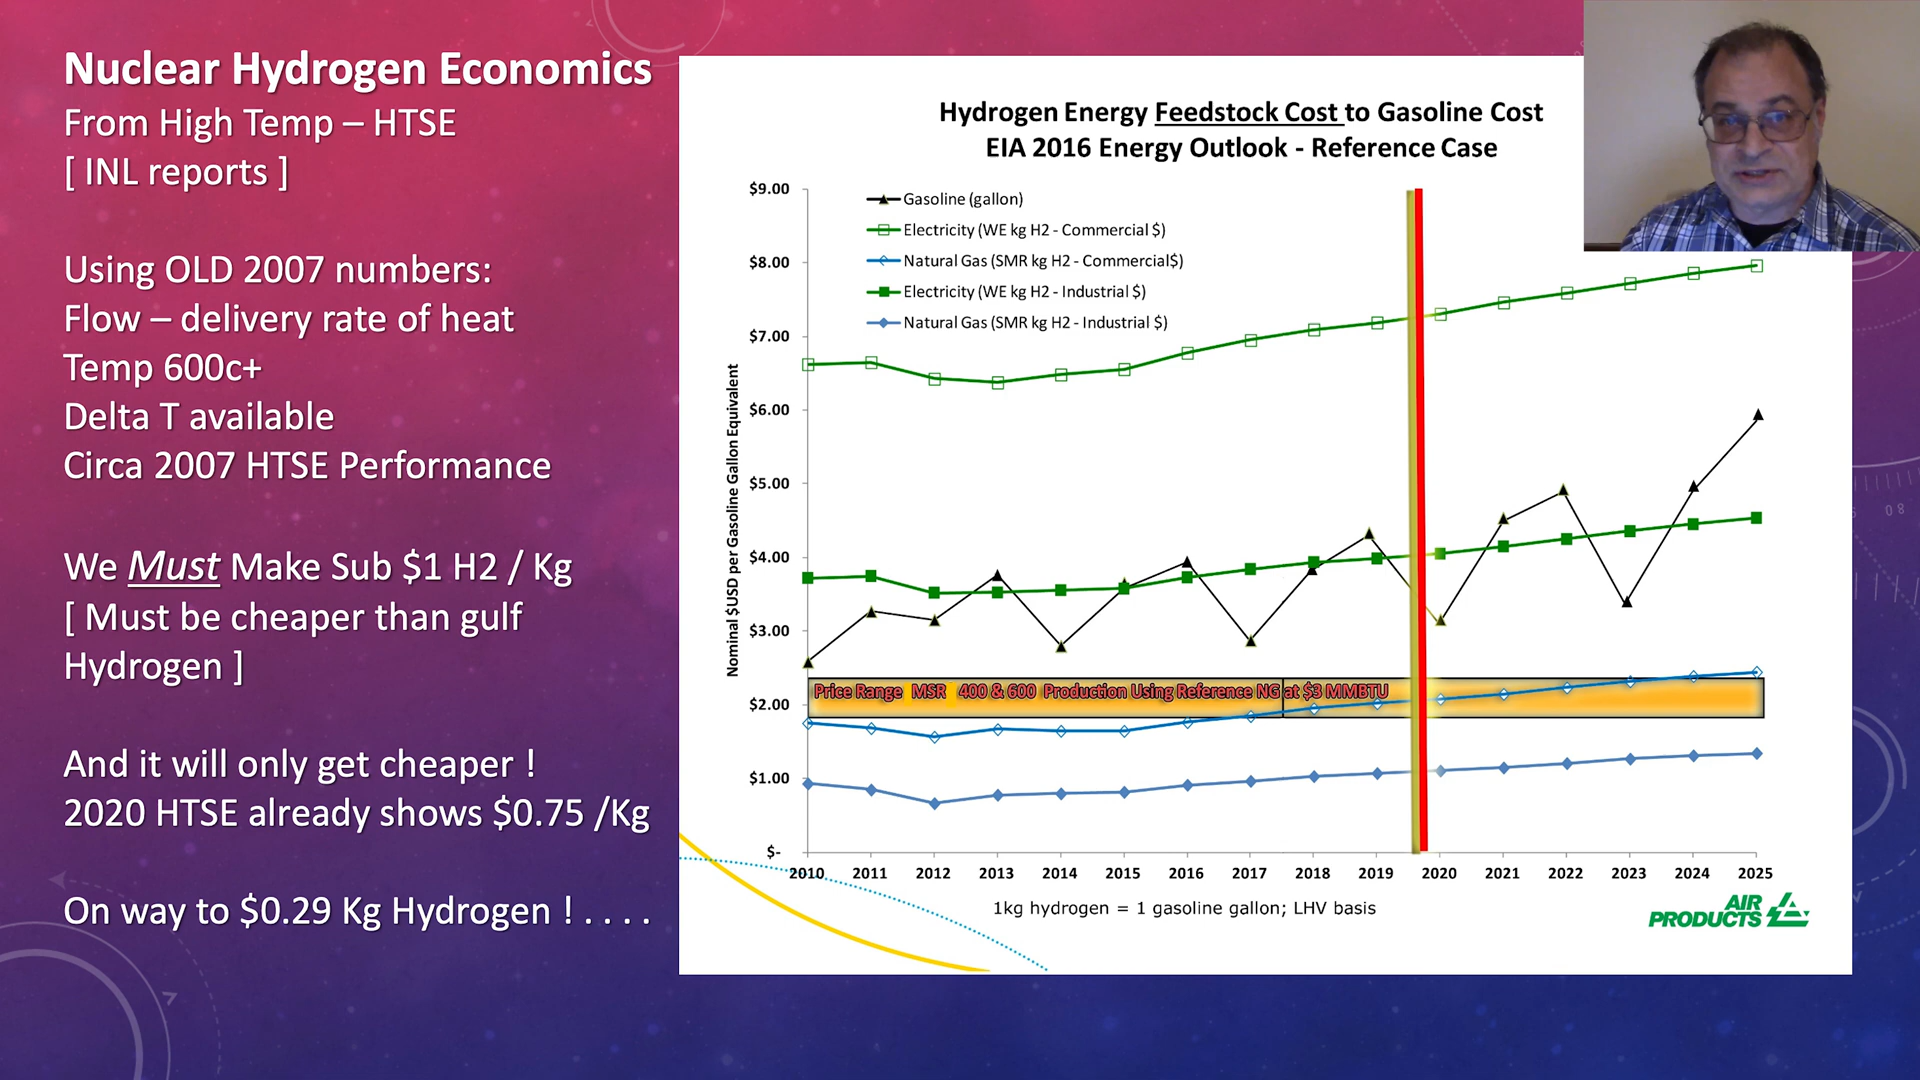 Nuclear Hydrogen Economics
From High Temp – HTSE
[ INL reports ]
Using OLD 2007 numbers:
Flow – delivery rate of heat
Temp 600c+
Delta T available
Circa 2007 HTSE Performance
We Must Make Sub $1 H2 / Kg
[ Must be cheaper than gulf
Hydrogen ]
And it will only get cheaper !
2020 HTSE already shows $0.75 /Kg
On way to $0.29 Kg Hydrogen ! . . . .
Hydrogen Energy Feedstock Cost to Gasoline Cost
EIA 2016 Energy Outlook - Reference Case
Gasoline (gallon)
Electricity (WE kg H2 - Commercial $)
Natural Gas (SMR kg H2 - Commercial$)
Electricity (WE kg H2 - Industrial $)
Natural Gas (SMR kg H2 - Industrial $)
Nominal $USD per Gasoline Gallon Equivalent
$9.00
$8.00
$7.00
$6.00
$5.00
$4.00
$3.00
$2.00
$1.00
$-
Price Range MSR 400 & 600 Production Using Reference NG at $3 MMBTU
2010 2011 2012 2013 2014 2015 2016 2017 2018 2019 2020 2021 2022 2023 2024 2025
1kg hydrogen = 1 gasoline gallon; LHV basis
AIR
PRODUCTS
80